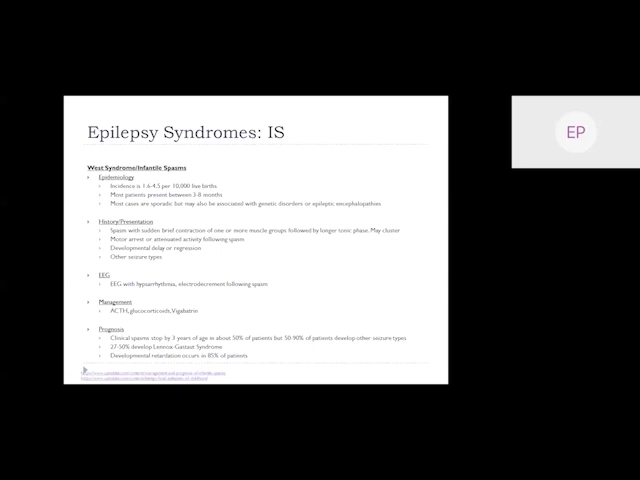 Epilepsy Syndromes: IS
EP
West Syndrome/Infantile Spasms
Epidemiology
Incidence is 1.6-4.5 per 10,000 live births
Most patients present between 3-8 months
Most cases are sporadic but may also be associated with genetic disorders or epileptic encephalopathies
History/Presentation
Spasm with sudden brief contraction of one or more muscle groups followed by longer tonic phase. May cluster
Motor arrest or attenuated activity following spasm
Developmental delay or regression
Other seizure types
EEG
EEG with hypsarrhythmia, electrodecrement following spasm
Management
ACTH, glucocorticoids, Vigabatrin
Prognosis
Clinical spasms stop by 3 years of age in about 50% of patients but 50-90% of patients develop other seizure types
27-50% develop Lennox-Gastaut Syndrome
Developmental retardation occurs in 85% of patients